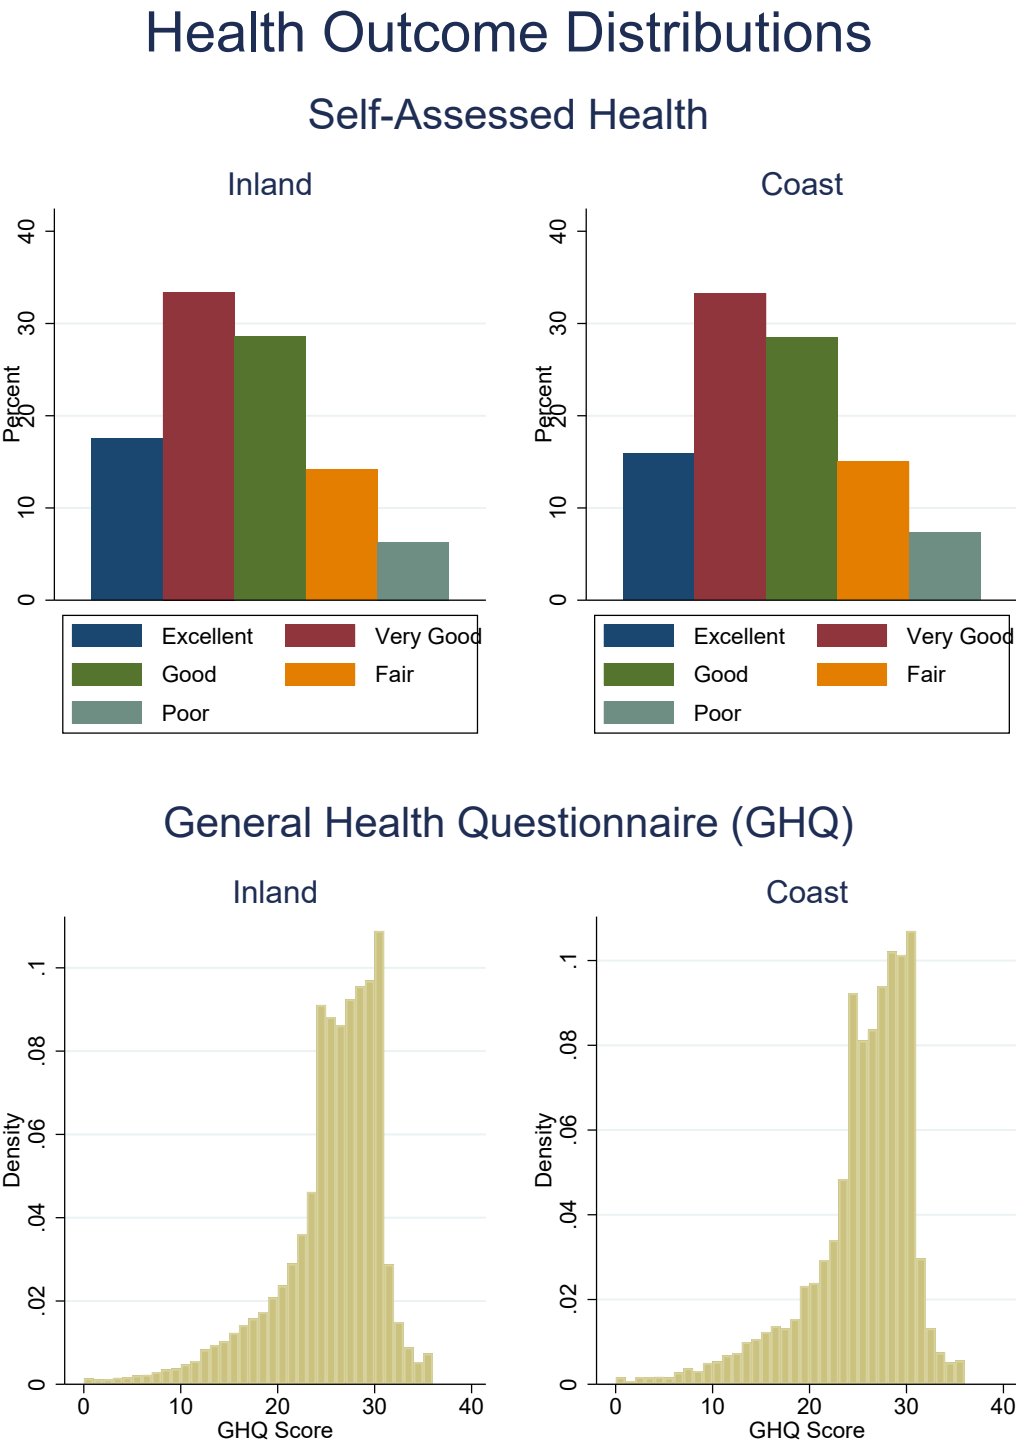 Health Outcome Distributions
Self-Assessed Health
Inland
Percent
0 10 20 30 40
Excellent Very Good
Good Fair
Poor
Coast
Percent
0 10 20 30 40
Excellent Very Good
Good Fair
Poor
General Health Questionnaire (GHQ)
Inland
Density
0 .02 .04 .06 .08 .1
0 10 20 30 40
GHQ Score
Coast
Density
0 .02 .04 .06 .08 .1
0 10 20 30 40
GHQ Score